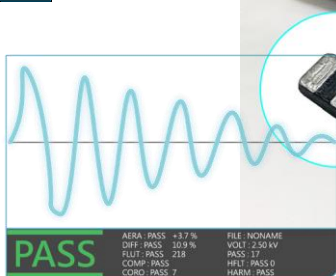 PASS
AERA : PASS +3.7 %
DIFF : PASS 10.9 %
FLUT : PASS 218
COMP : PASS
CORO : PASS 7
FILE : NONAME
VOLT : 2.50 kV
PASS : 17
HFLT : PASS 0
HARM : PASS